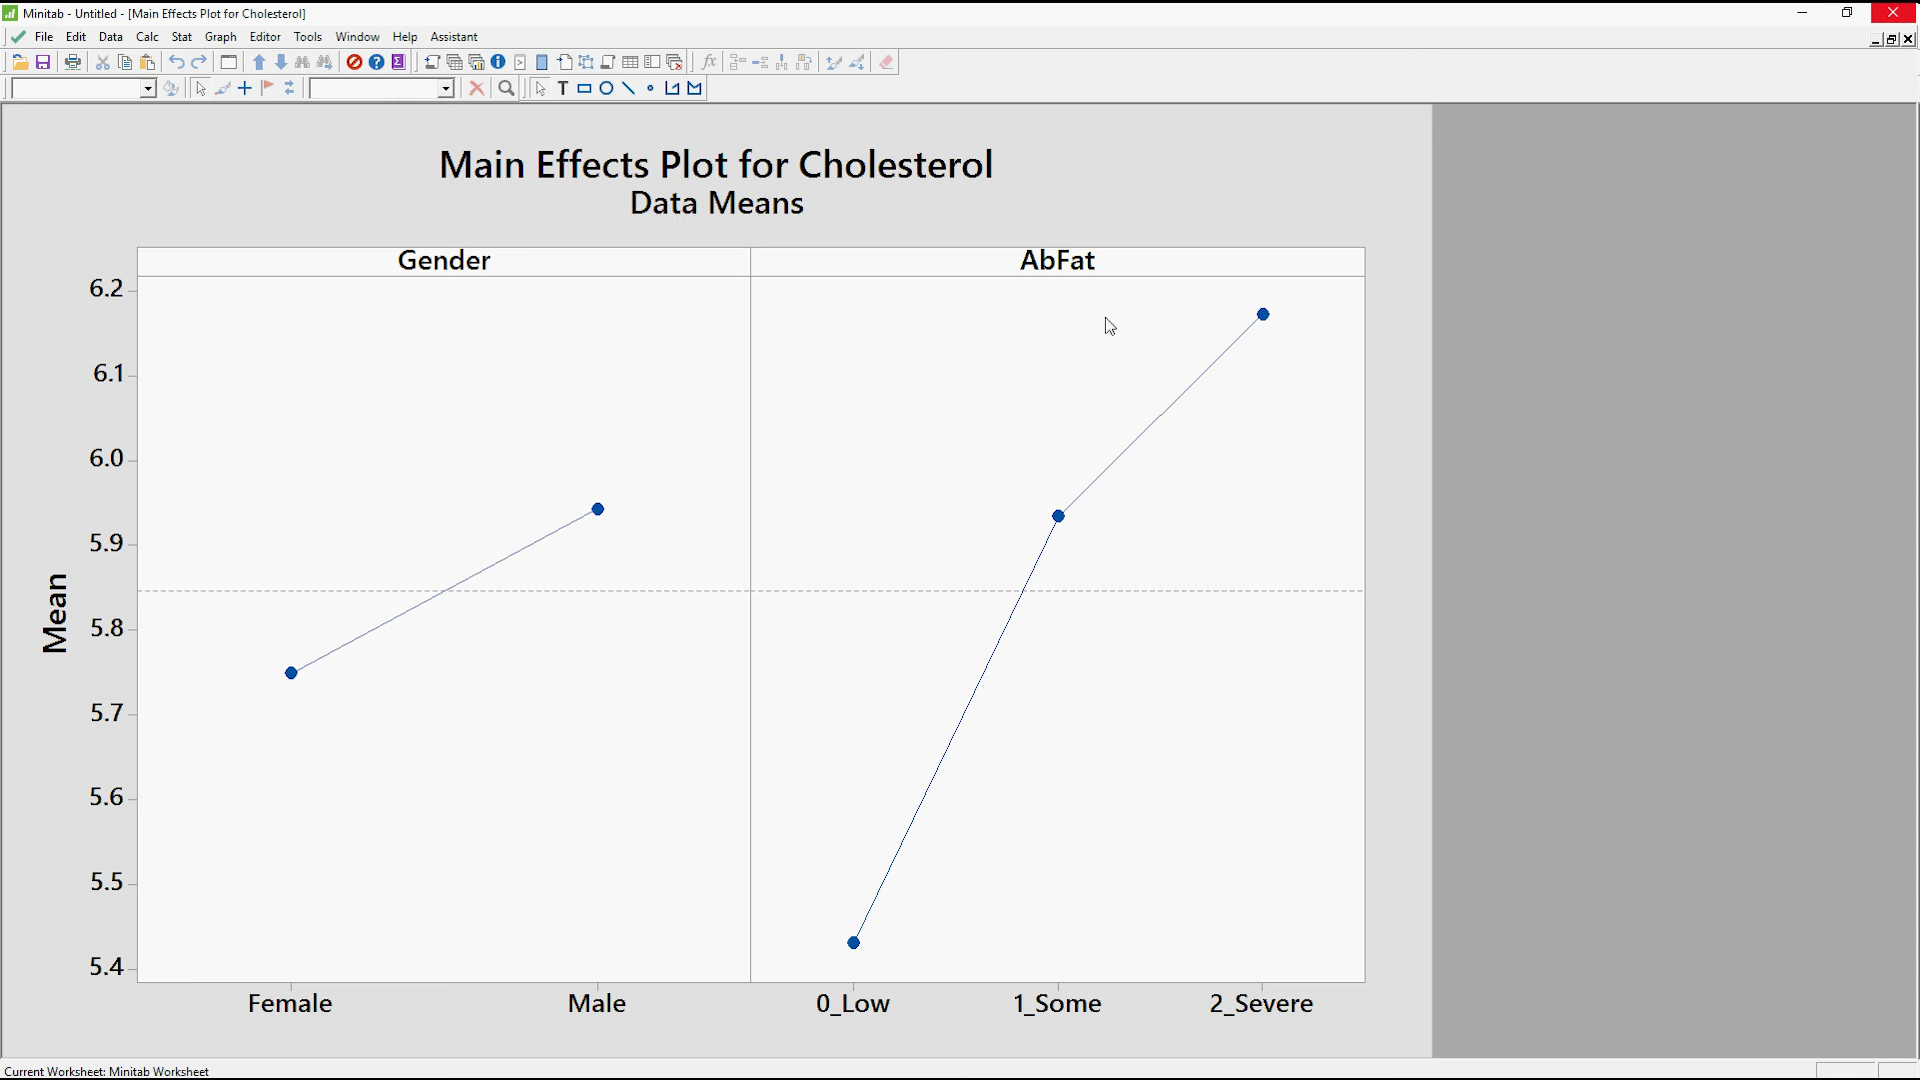 Minitab - Untitled - [Main Effects Plot for Cholesterol]
File Edit Data Calc Stat Graph Editor Tools Window Help Assistant
Main Effects Plot for Cholesterol
Data Means
Gender AbFat
6.2
6.1
6.0
5.9
5.8
5.7
5.6
5.5
5.4
Mean
Female Male 0_Low 1_Some 2_Severe
Current Worksheet: Minitab Worksheet